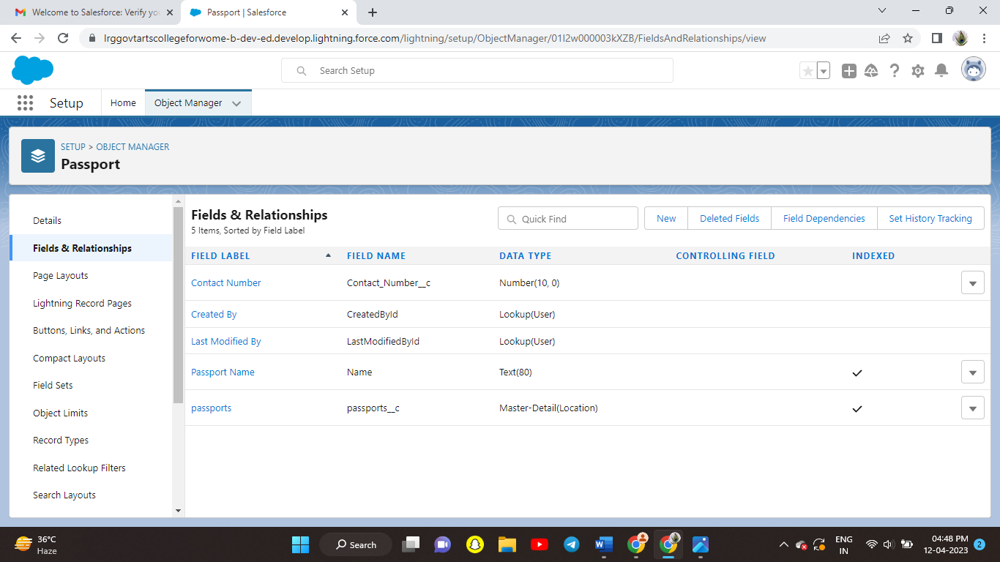 Welcome to Salesforce: Verify yo
Passport | Salesforce
lrggovtartscollegeforwome-b-dev-ed.develop.lightning.force.com/lightning/setup/ObjectManager/01I2w000003kXZB/FieldsAndRelationships/view
Search Setup
Setup
Home
Object Manager
SETUP > OBJECT MANAGER
Passport
Details
Fields & Relationships
Page Layouts
Lightning Record Pages
Buttons, Links, and Actions
Compact Layouts
Field Sets
Object Limits
Record Types
Related Lookup Filters
Search Layouts
Fields & Relationships
5 Items, Sorted by Field Label
Quick Find
New
Deleted Fields
Field Dependencies
Set History Tracking
FIELD LABEL FIELD NAME DATA TYPE CONTROLLING FIELD INDEXED
Contact Number Contact_Number__c Number(10, 0)
Created By CreatedById Lookup(User)
Last Modified By LastModifiedById Lookup(User)
Passport Name Name Text(80)
passports passports__c Master-Detail(Location)
36°C
Haze
Search
ENG
IN
04:48 PM
12-04-2023
2